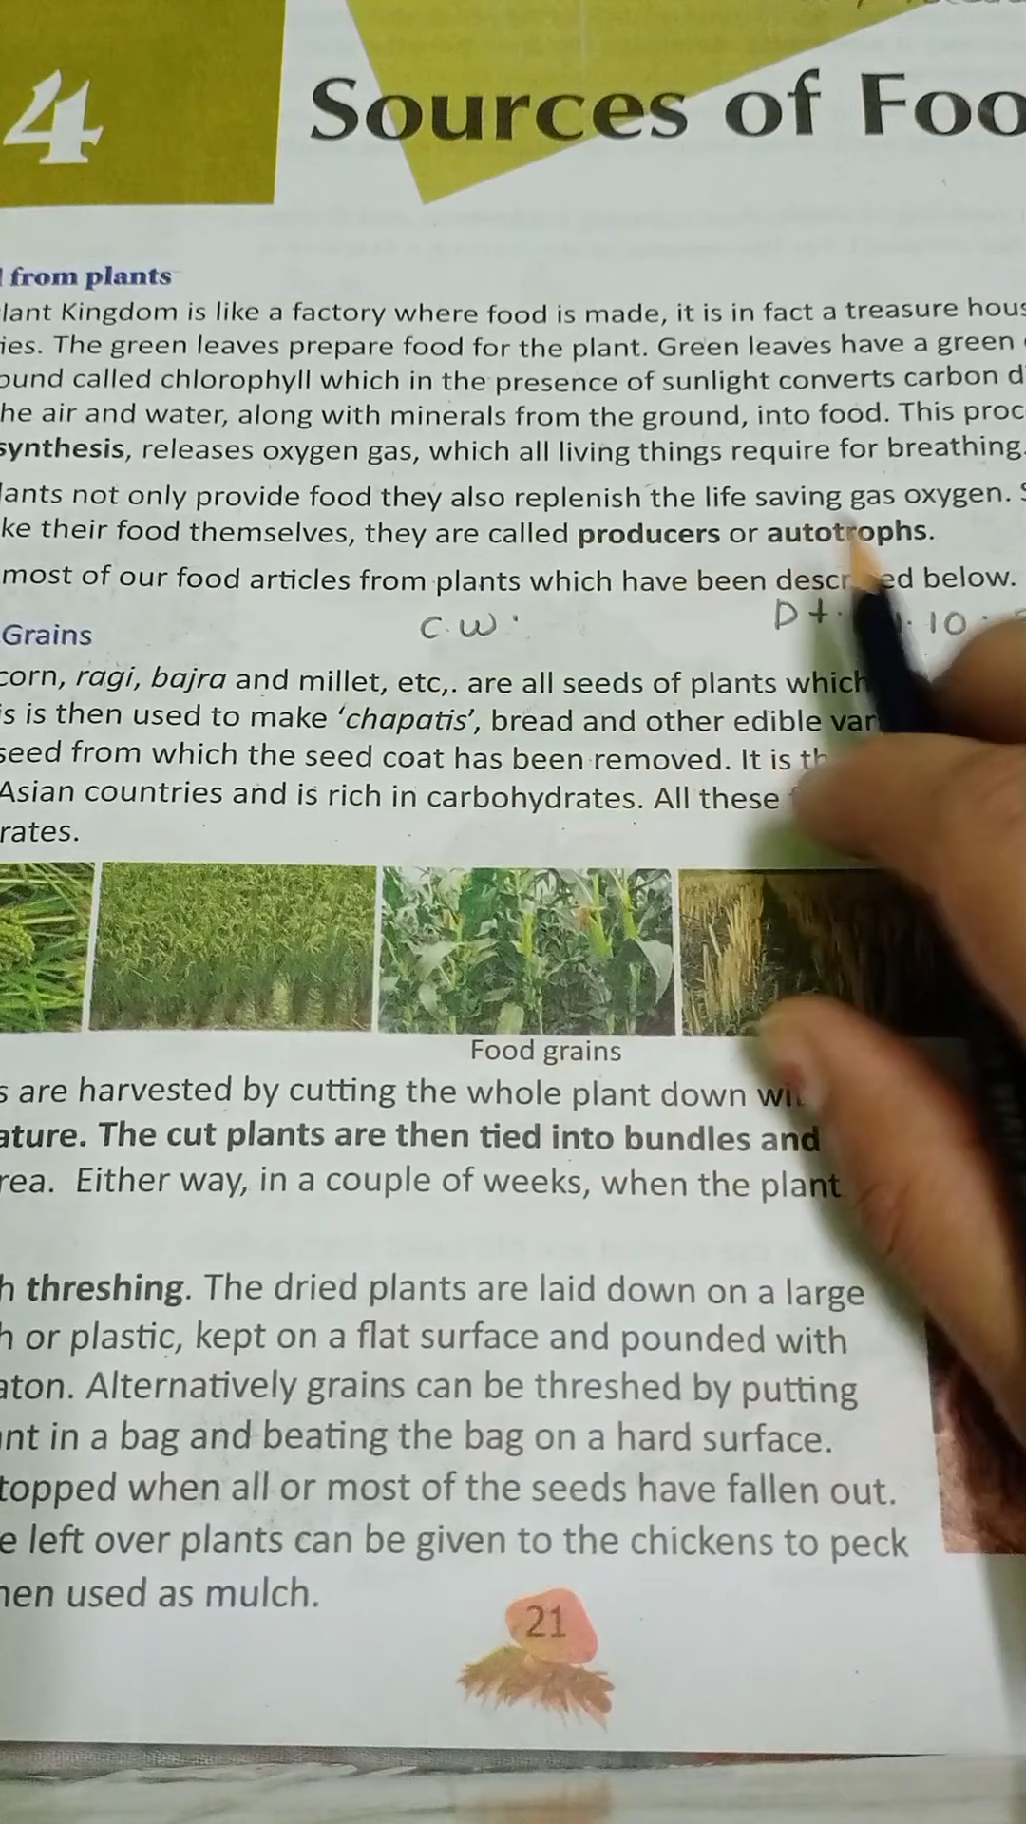 4
Sources of Foo
from plants
lant Kingdom is like a factory where food is made, it is in fact a treasure hous
ies. The green leaves prepare food for the plant. Green leaves have a green
ound called chlorophyll which in the presence of sunlight converts carbon d
he air and water, along with minerals from the ground, into food. This proc
synthesis, releases oxygen gas, which all living things require for breathing.
lants not only provide food they also replenish the life saving gas oxygen. S
ke their food themselves, they are called producers or autotrophs.
most of our food articles from plants which have been descr ed below.
C.W. Dt. . 10 .
Grains
corn, ragi, bajra and millet, etc,. are all seeds of plants which
is is then used to make ‘chapatis’, bread and other edible var
seed from which the seed coat has been removed. It is th
Asian countries and is rich in carbohydrates. All these
rates.
Food grains
s are harvested by cutting the whole plant down wi
ature. The cut plants are then tied into bundles and
rea. Either way, in a couple of weeks, when the plant
h threshing. The dried plants are laid down on a large
h or plastic, kept on a flat surface and pounded with
aton. Alternatively grains can be threshed by putting
ant in a bag and beating the bag on a hard surface.
topped when all or most of the seeds have fallen out.
e left over plants can be given to the chickens to peck
hen used as mulch.
21